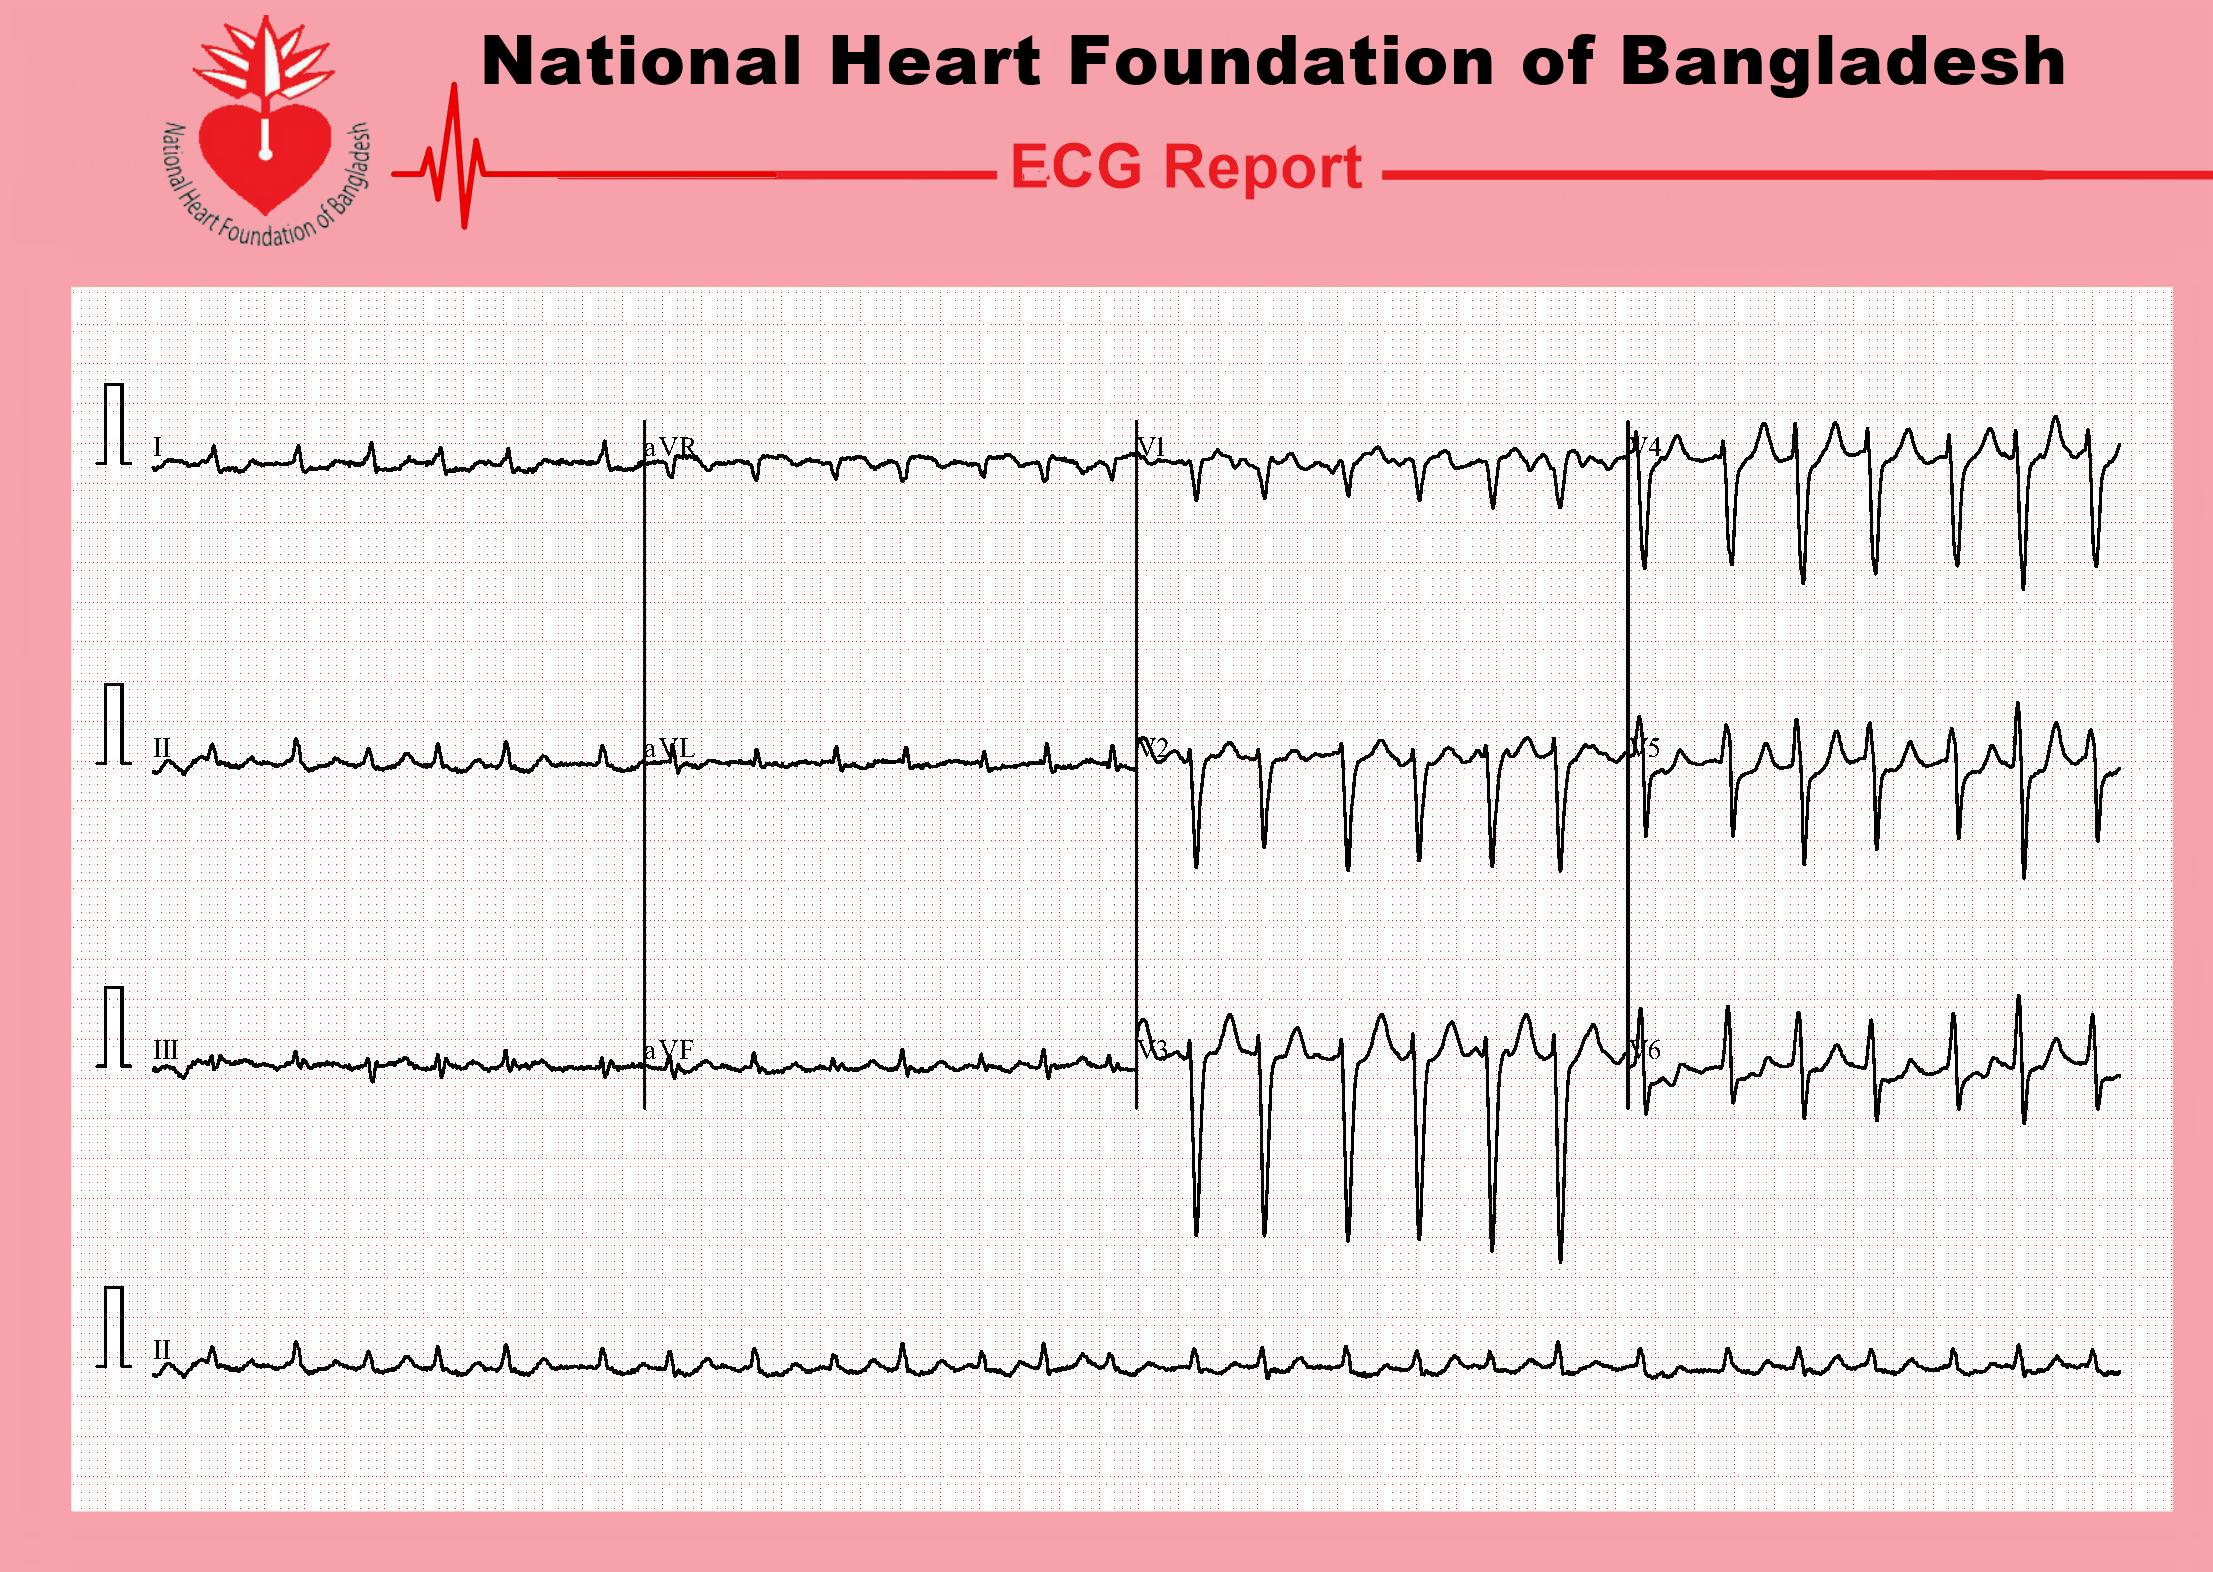 National Heart Foundation of Bangladesh
National Heart Foundation of Bangladesh
ECG Report
I aVR V1 V4
II aVL V2 V5
III aVF V3 V6
II